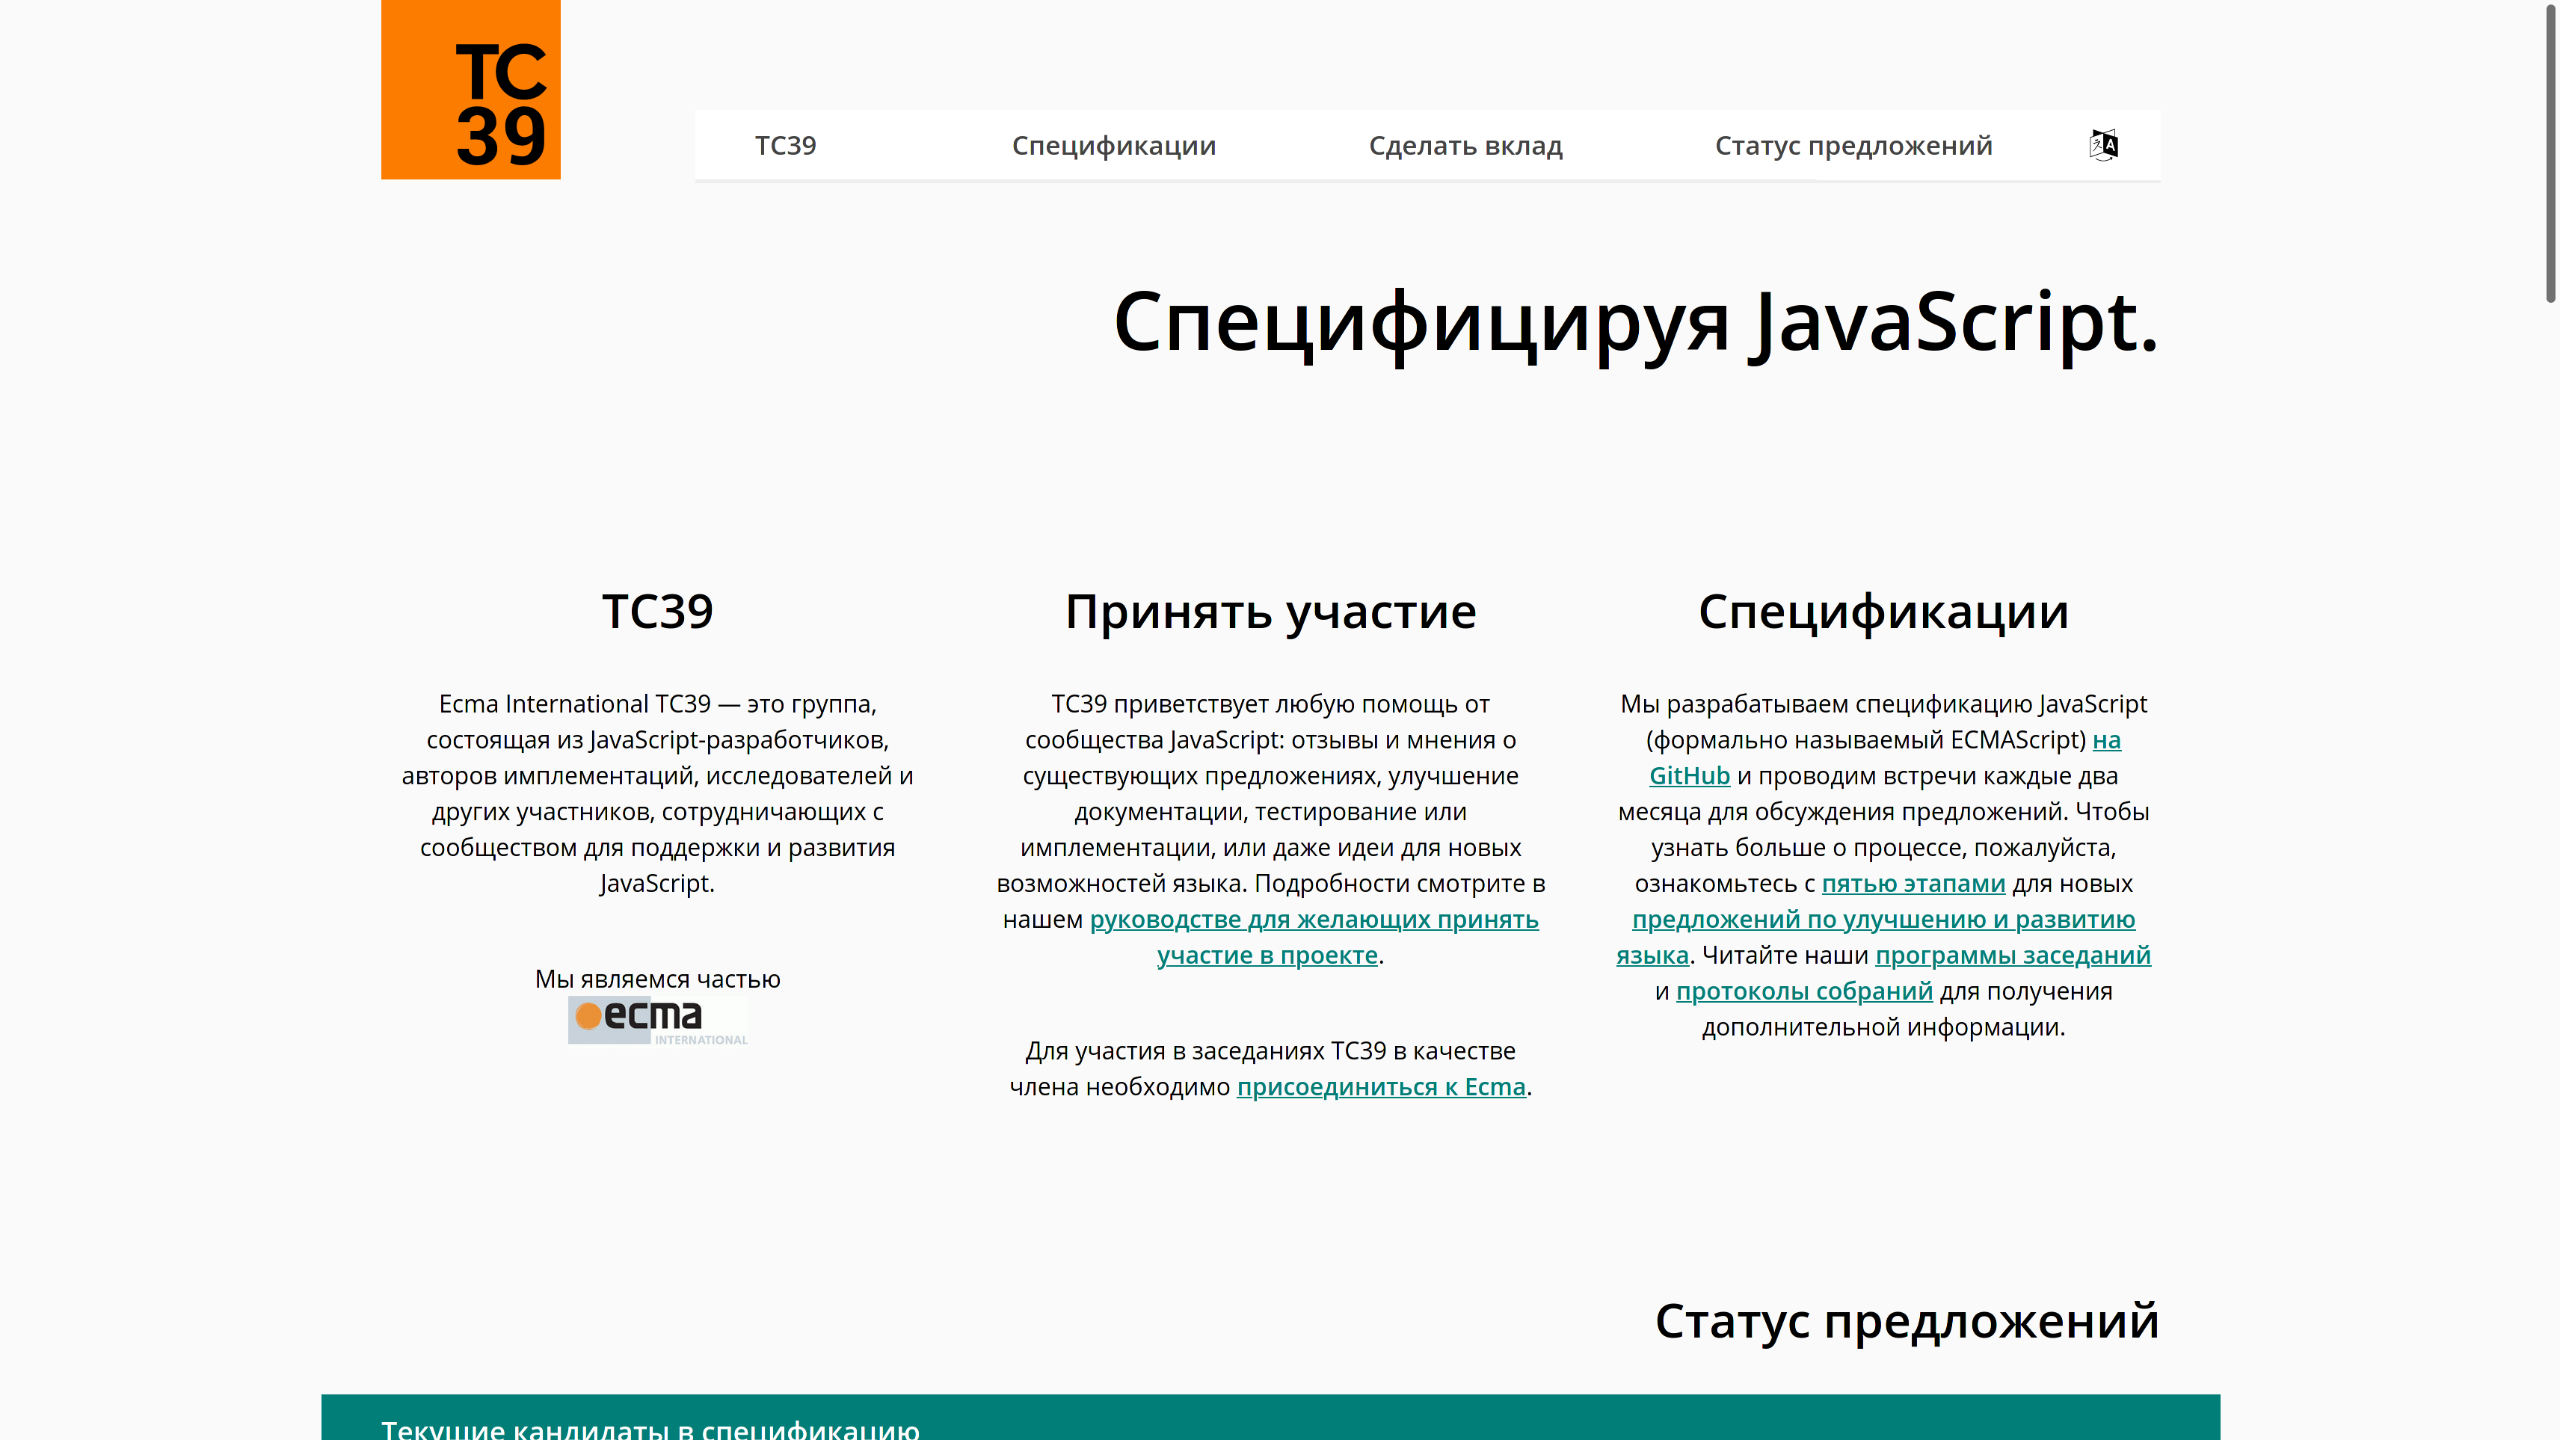 TC
39
TC39
Спецификации
Сделать вклад
Статус предложений
Специфицируя JavaScript.
TC39
Ecma International TC39 — это группа,
состоящая из JavaScript-разработчиков,
авторов имплементаций, исследователей и
других участников, сотрудничающих с
сообществом для поддержки и развития
JavaScript.
Мы являемся частью
ecma
INTERNATIONAL
Принять участие
TC39 приветствует любую помощь от
сообщества JavaScript: отзывы и мнения о
существующих предложениях, улучшение
документации, тестирование или
имплементации, или даже идеи для новых
возможностей языка. Подробности смотрите в
нашем руководстве для желающих принять
участие в проекте.
Для участия в заседаниях TC39 в качестве
члена необходимо присоединиться к Ecma.
Спецификации
Мы разрабатываем спецификацию JavaScript
(формально называемый ECMAScript) на
GitHub и проводим встречи каждые два
месяца для обсуждения предложений. Чтобы
узнать больше о процессе, пожалуйста,
ознакомьтесь с пятью этапами для новых
предложений по улучшению и развитию
языка. Читайте наши программы заседаний
и протоколы собраний для получения
дополнительной информации.
Статус предложений
Текущие кандидаты в спецификацию